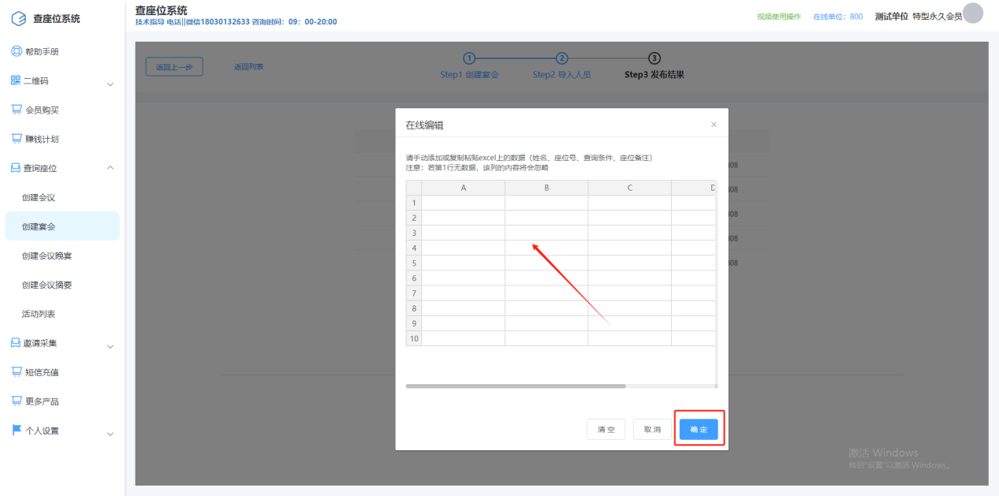 查座位系统
帮助手册
二维码
会员购买
赚钱计划
查询座位
创建会议
创建宴会
创建会议晚宴
创建会议摘要
活动列表
邀请采集
短信充值
更多产品
个人设置
查座位系统
技术指导 电话||微信18030132633 咨询时间：09：00-20:00
视频使用操作 在线单位：800 测试单位 特型永久会员
返回上一步 返回列表
1 2 3
Step1 创建宴会 Step2 导入人员 Step3 发布结果
在线编辑
请手动添加或复制粘贴excel上的数据（姓名、座位号、查询条件、座位备注）
注意：若第1行无数据，该列的内容将会忽略
A B C D
1
2
3
4
5
6
7
8
9
10
808
808
808
808
808
清空 取消 确定
激活 Windows
转到"设置"以激活 Windows。